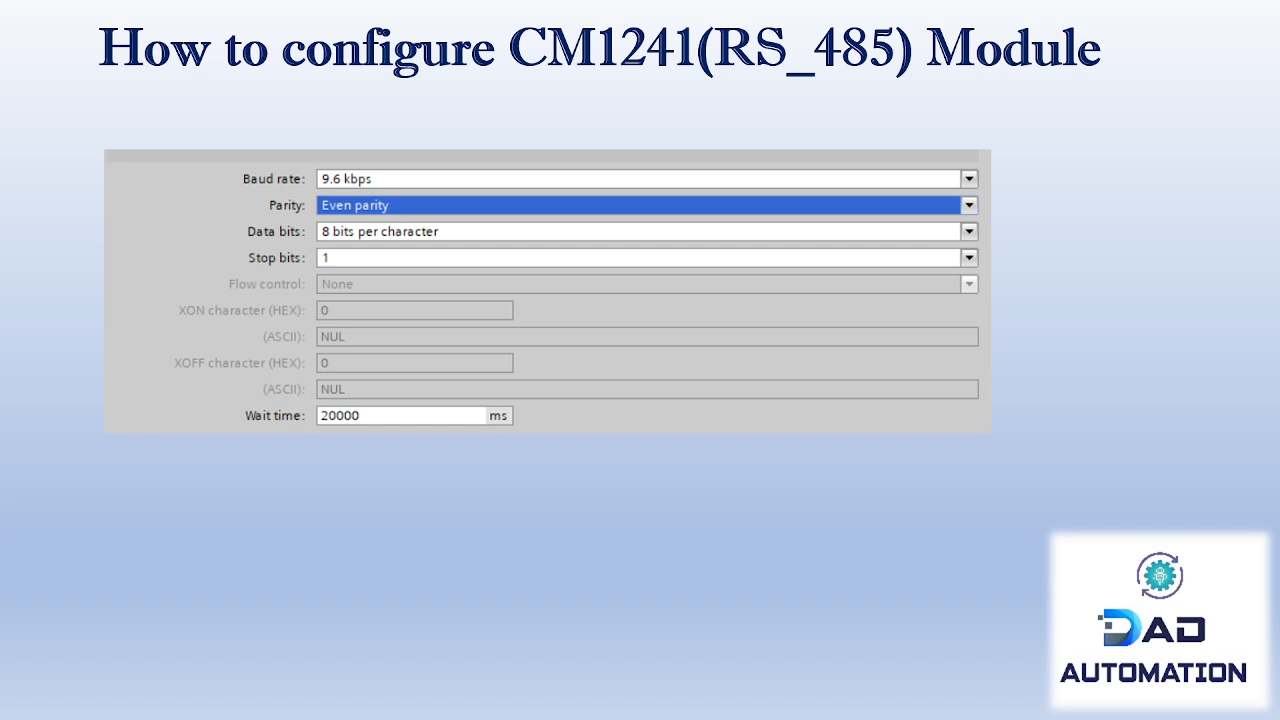 How to configure CM1241(RS_485) Module
Baud rate: 9.6 kbps
Parity: Even parity
Data bits: 8 bits per character
Stop bits: 1
Flow control: None
XON character (HEX): 0
(ASCII): NUL
XOFF character (HEX): 0
(ASCII): NUL
Wait time: 20000 ms
DAD
AUTOMATION